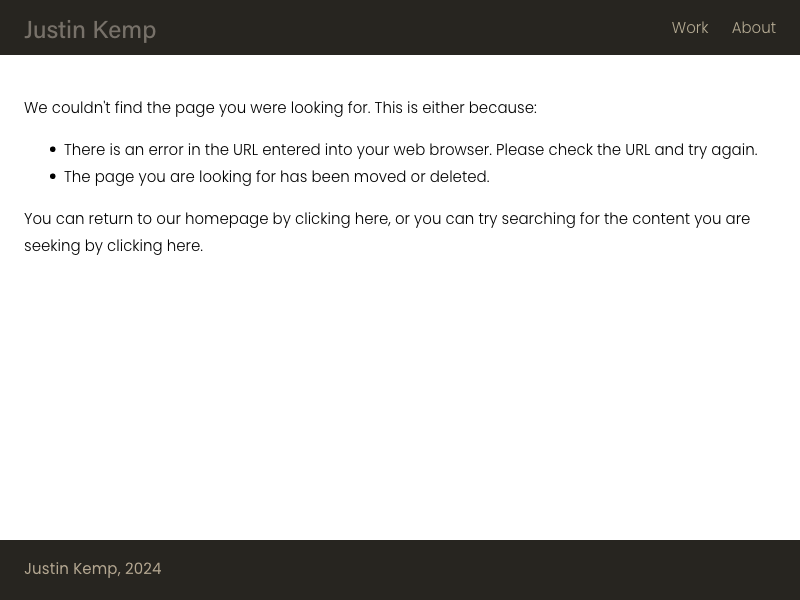 Justin Kemp
Work
About
We couldn't find the page you were looking for. This is either because:
There is an error in the URL entered into your web browser. Please check the URL and try again.
The page you are looking for has been moved or deleted.
You can return to our homepage by clicking here, or you can try searching for the content you are
seeking by clicking here.
Justin Kemp, 2024